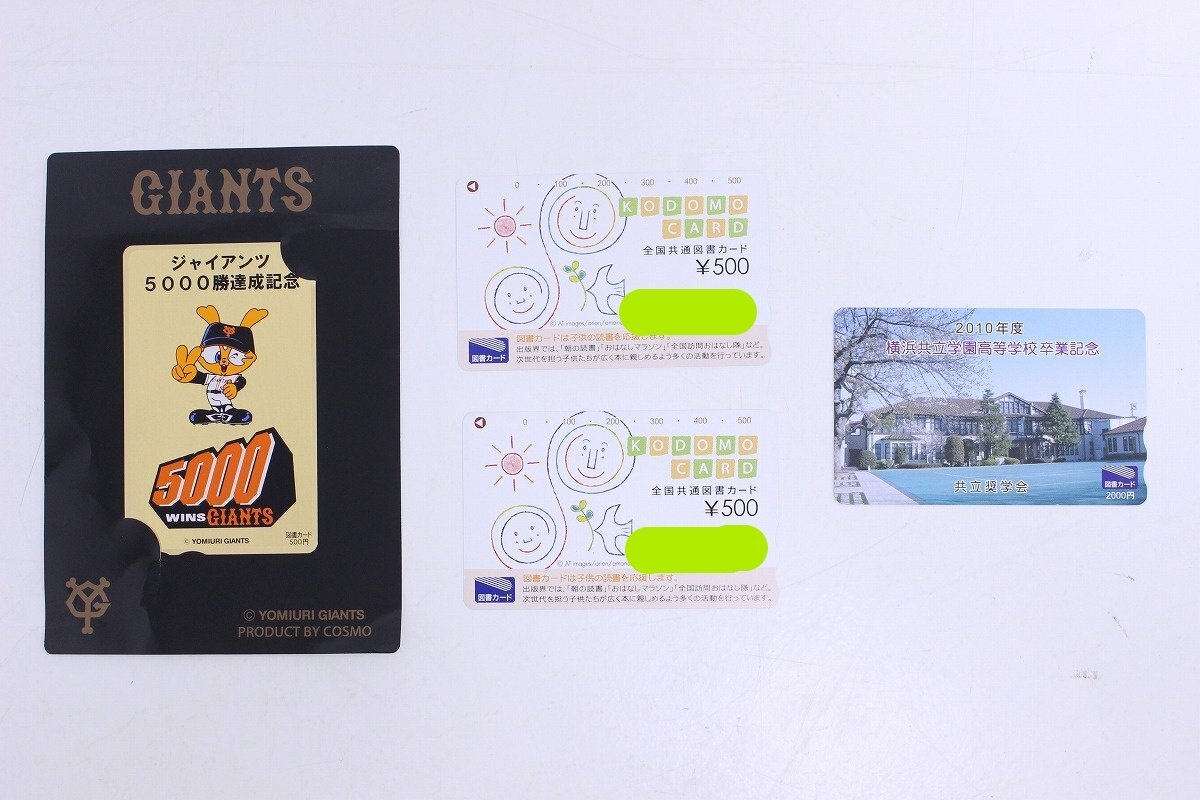 GIANTS
ジャイアンツ
5000勝達成記念
5000
WINS GIANTS
© YOMIURI GIANTS
図書カード
500円
© YOMIURI GIANTS
PRODUCT BY COSMO
0 · 100 · 200 · 300 · 400 · 500
KODOMO
CARD
全国共通図書カード
¥500
© AT images/orion/amana
図書カード
図書カードは子供の読書を応援します。
出版界では、「朝の読書」「おはなしマラソン」「全国訪問おはなし隊」など、
次世代を担う子供たちが広く本に親しめるよう多くの活動を行っています。
0 · 100 · 200 · 300 · 400 · 500
KODOMO
CARD
全国共通図書カード
¥500
© AT images/orion/amana
図書カード
図書カードは子供の読書を応援します。
出版界では、「朝の読書」「おはなしマラソン」「全国訪問おはなし隊」など、
次世代を担う子供たちが広く本に親しめるよう多くの活動を行っています。
2010年度
横浜共立学園高等学校卒業記念
共立奨学会
図書カード
2000円